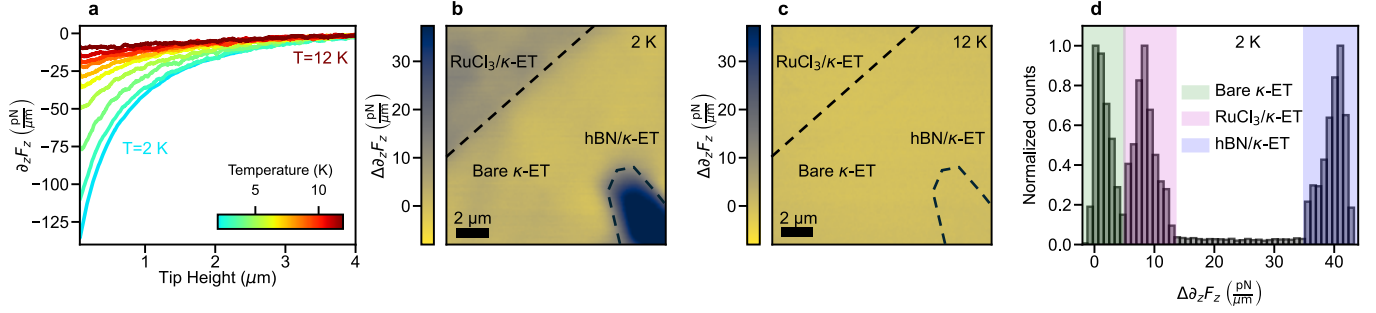 a
0
−25
−50
−75
−100
−125
∂zFz (pN/μm)
T=12 K
T=2 K
Temperature (K)
5 10
1 2 3 4
Tip Height (μm)
b
30
20
10
0
Δ∂zFz (pN/μm)
2 K
RuCl₃/κ-ET
hBN/κ-ET
Bare κ-ET
2 μm
c
30
20
10
0
Δ∂zFz (pN/μm)
12 K
RuCl₃/κ-ET
hBN/κ-ET
Bare κ-ET
2 μm
d
1.0
0.8
0.6
0.4
0.2
0.0
Normalized counts
2 K
Bare κ-ET
RuCl₃/κ-ET
hBN/κ-ET
0 10 20 30 40
Δ∂zFz (pN/μm)